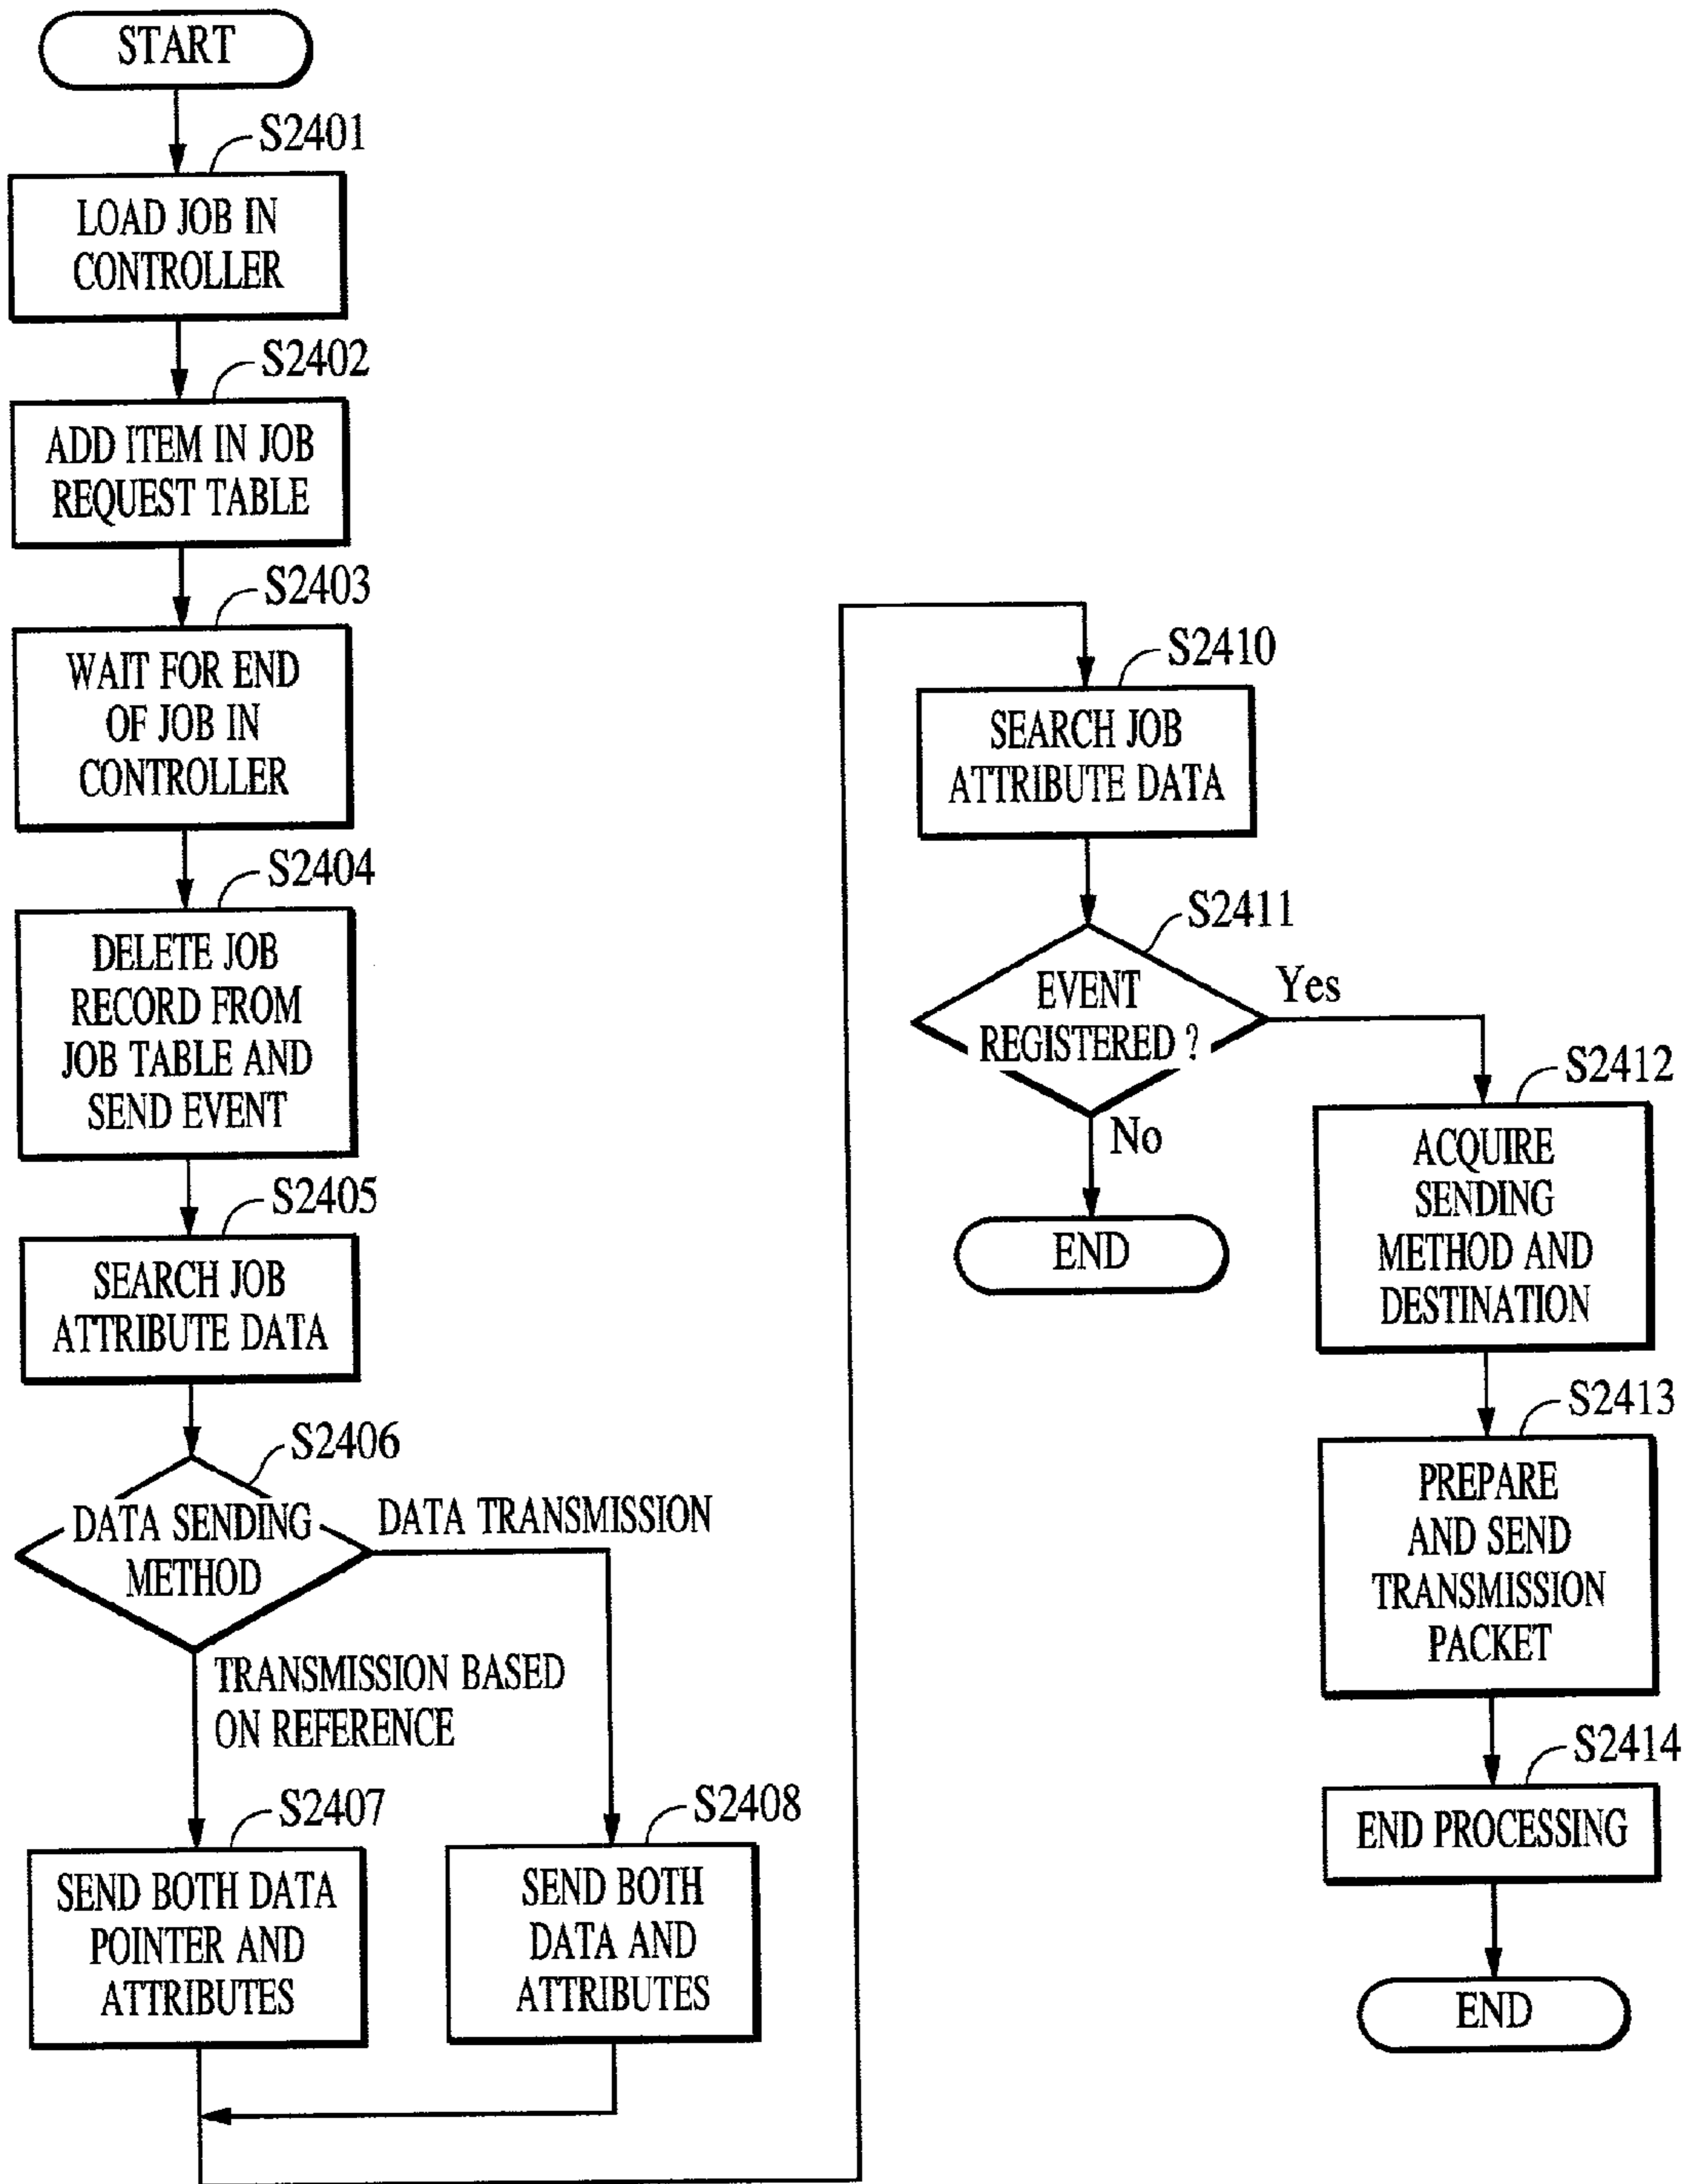 START
S2401
LOAD JOB IN
CONTROLLER
S2402
ADD ITEM IN JOB
REQUEST TABLE
S2403
WAIT FOR END
OF JOB IN
CONTROLLER
S2404
DELETE JOB
RECORD FROM
JOB TABLE AND
SEND EVENT
S2405
SEARCH JOB
ATTRIBUTE DATA
S2406
DATA SENDING
METHOD
DATA TRANSMISSION
TRANSMISSION BASED
ON REFERENCE
S2407
SEND BOTH DATA
POINTER AND
ATTRIBUTES
S2408
SEND BOTH
DATA AND
ATTRIBUTES
S2410
SEARCH JOB
ATTRIBUTE DATA
S2411
EVENT
REGISTERED ?
Yes
No
END
S2412
ACQUIRE
SENDING
METHOD AND
DESTINATION
S2413
PREPARE
AND SEND
TRANSMISSION
PACKET
S2414
END PROCESSING
END